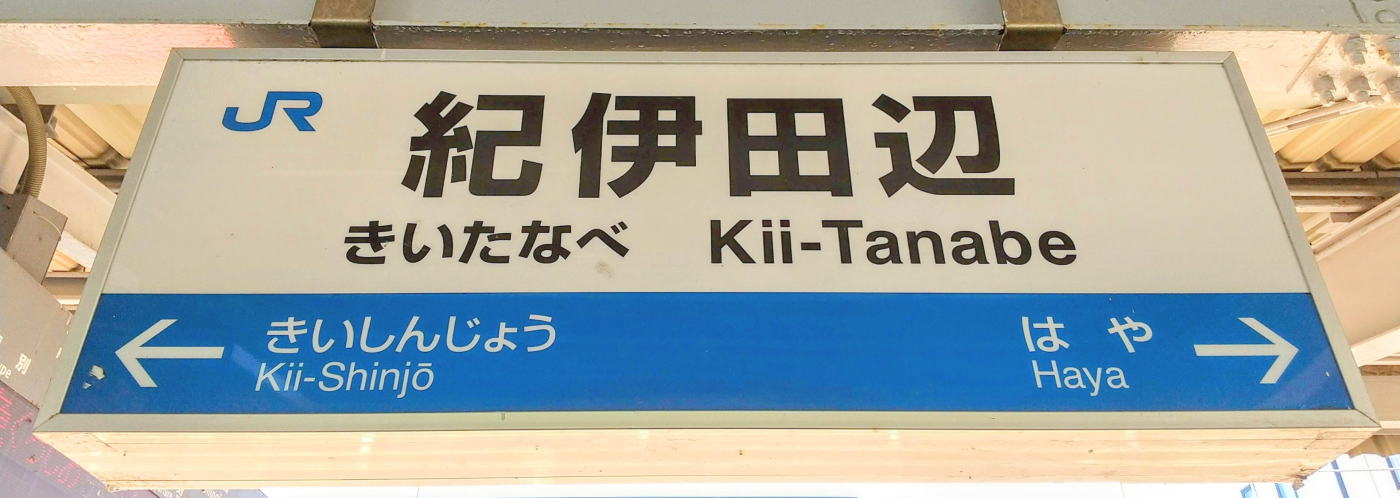 JR
紀伊田辺
きいたなべ Kii-Tanabe
← きいしんじょう
Kii-Shinjō
は や →
Haya
別